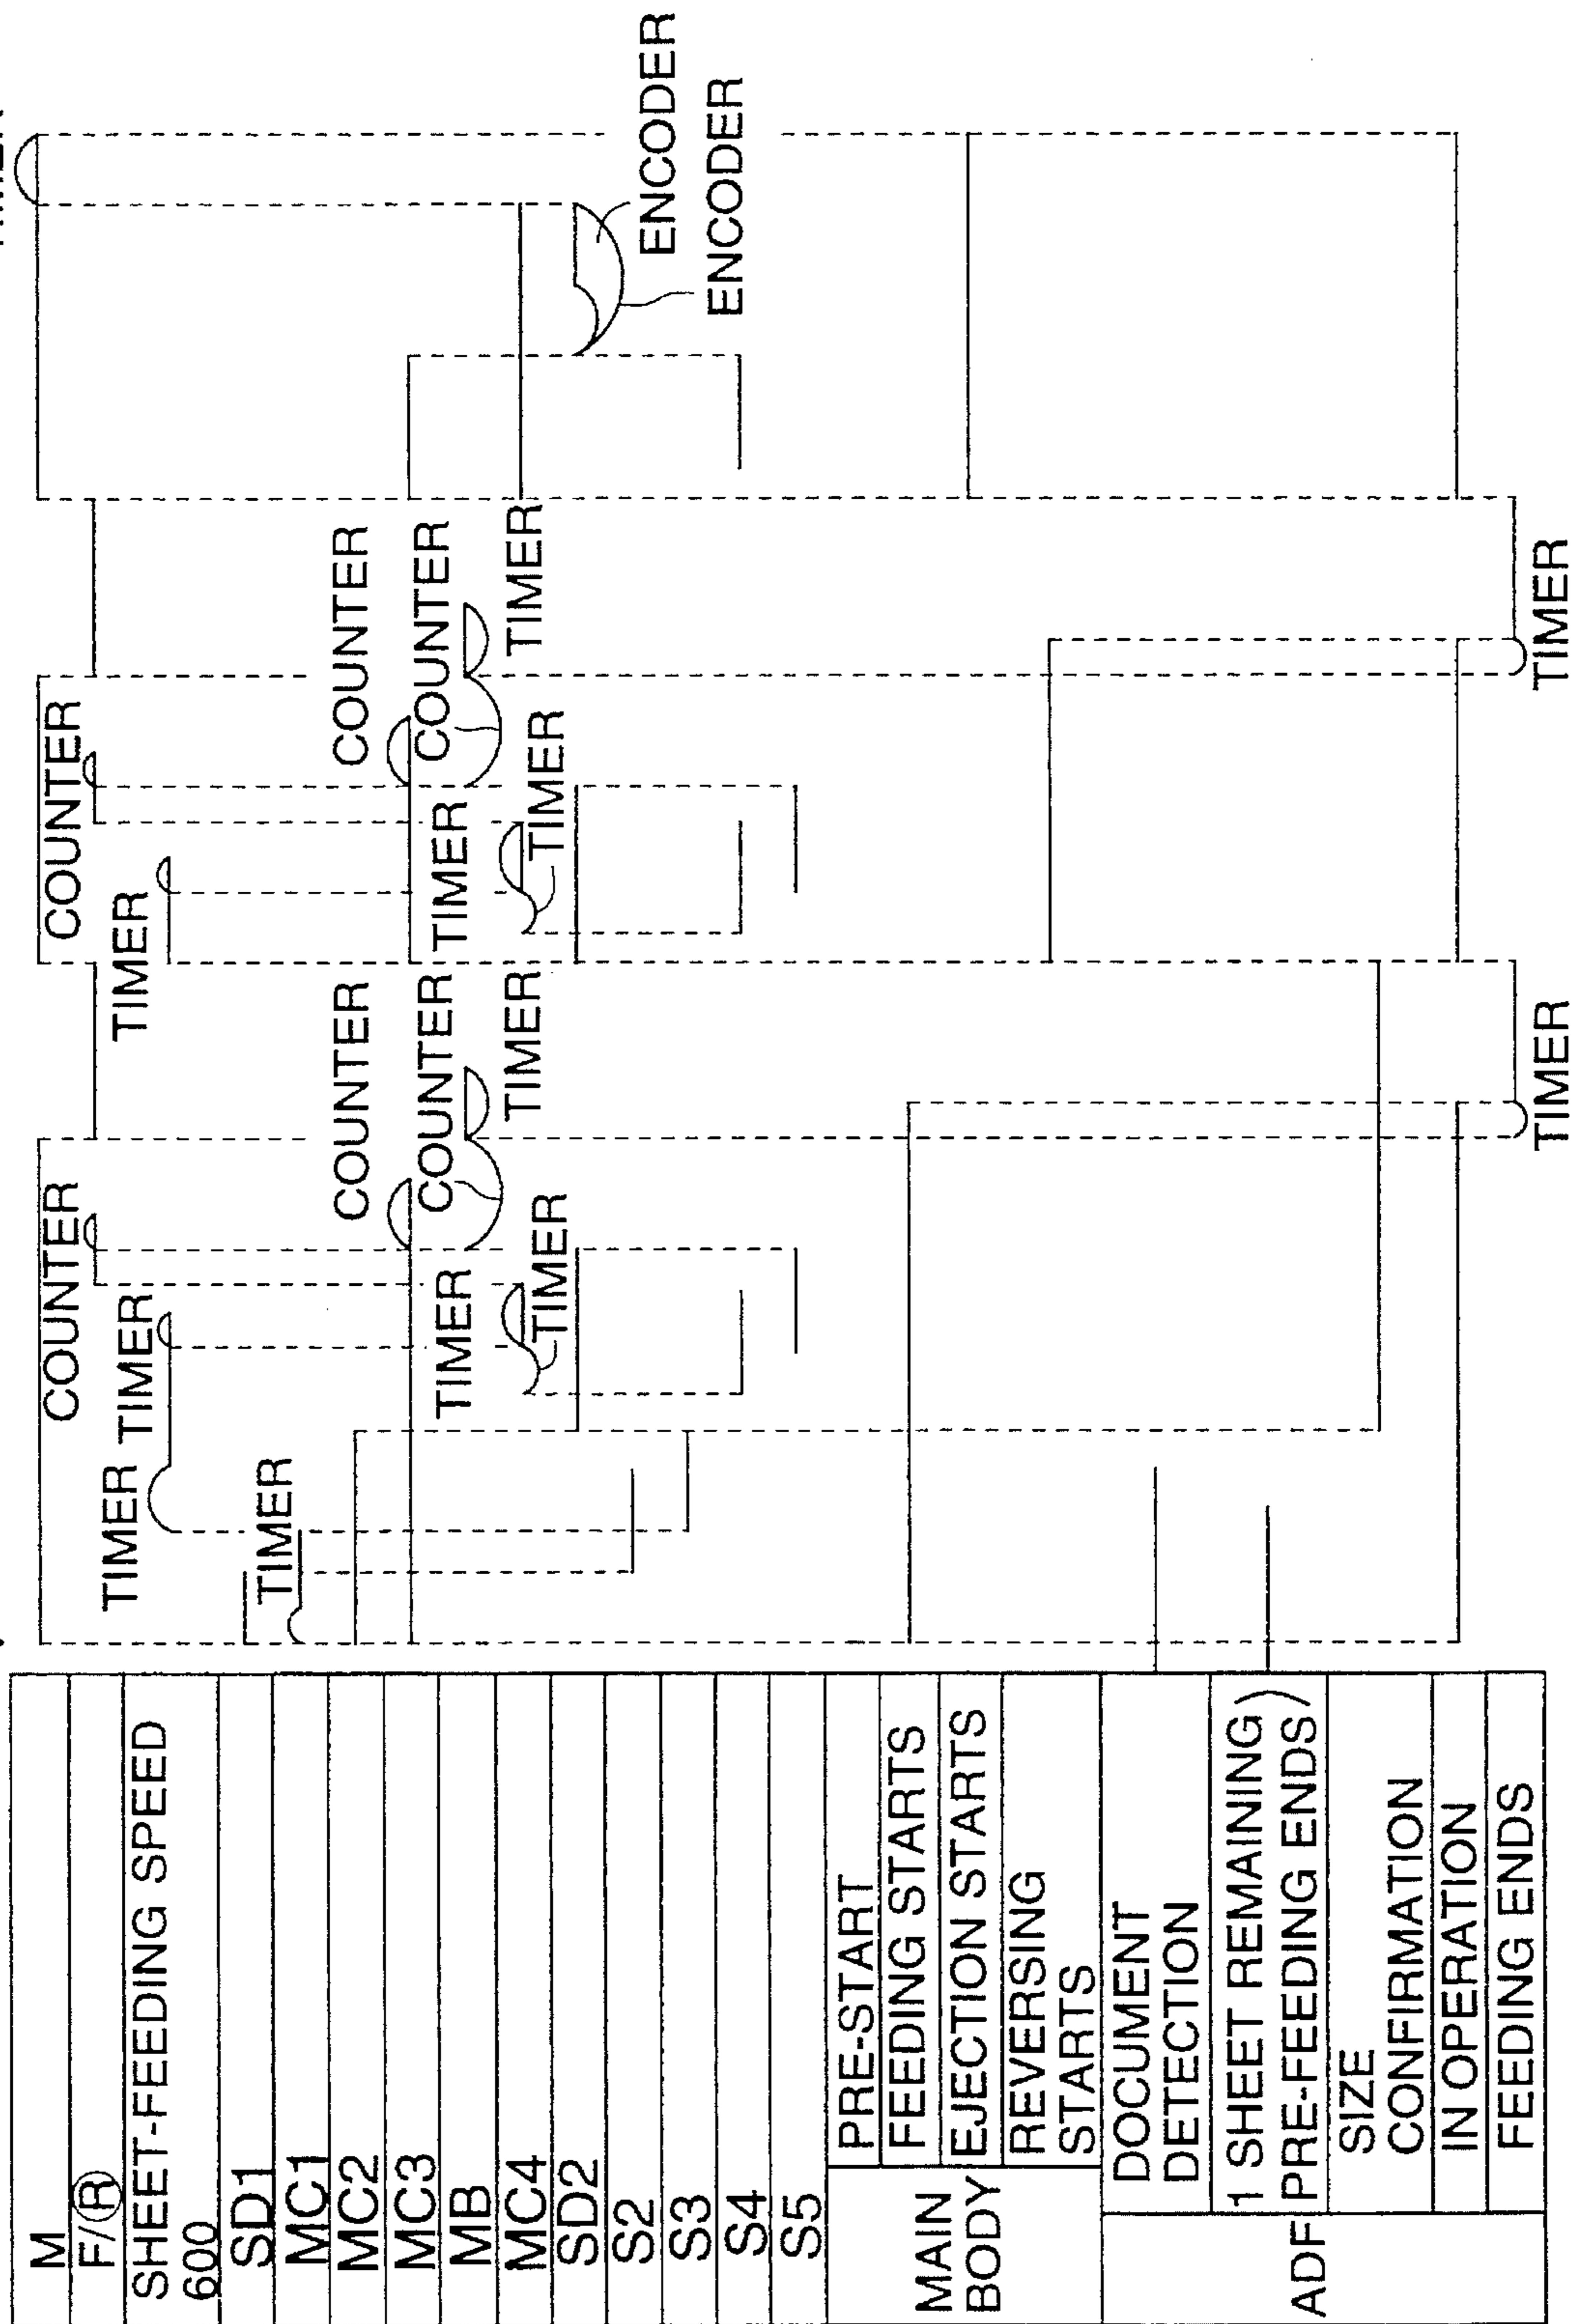 M
F/R
SHEET-FEEDING SPEED
600
SD1
MC1
MC2
MC3
MB
MC4
SD2
S2
S3
S4
S5
MAIN
BODY
PRE-START
FEEDING STARTS
EJECTION STARTS
REVERSING
STARTS
ADF
DOCUMENT
DETECTION
1 SHEET REMAINING)
PRE-FEEDING ENDS)
SIZE
CONFIRMATION
IN OPERATION
FEEDING ENDS
COUNTER
TIMER
TIMER
TIMER
COUNTER
COUNTER
TIMER
TIMER
TIMER
TIMER
COUNTER
TIMER
COUNTER
COUNTER
TIMER
TIMER
TIMER
TIMER
ENCODER
ENCODER